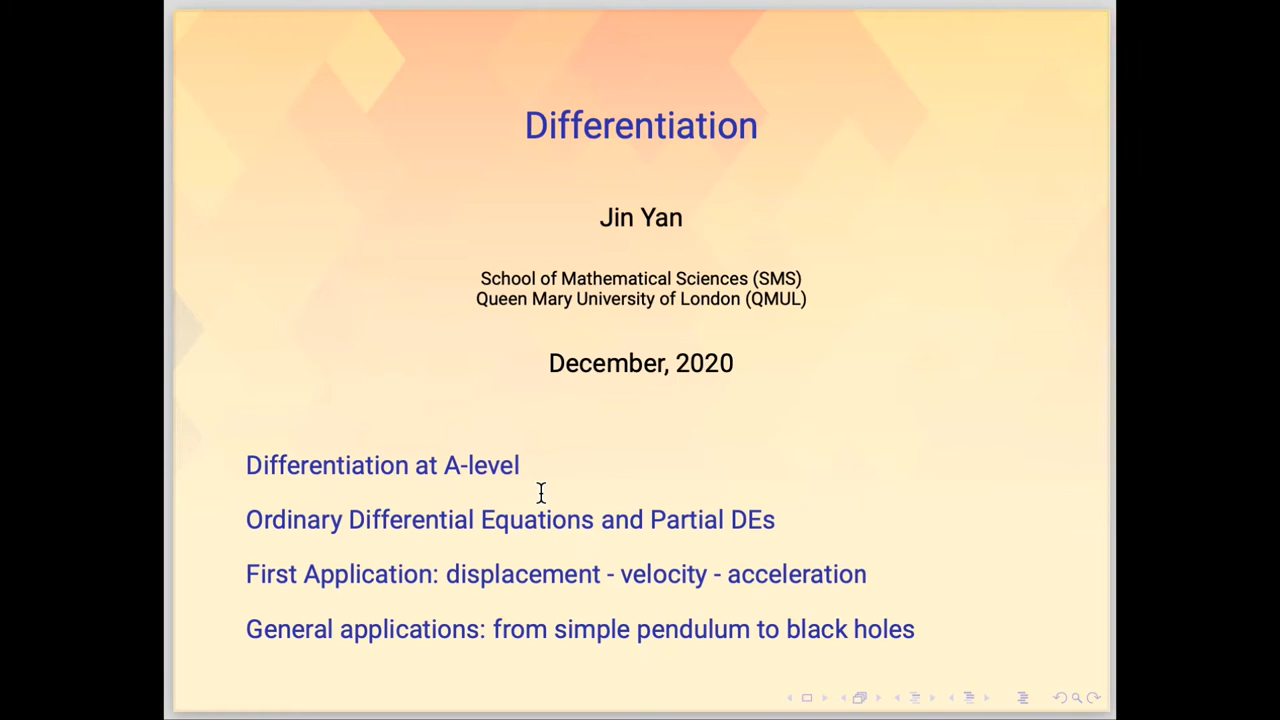 Differentiation
Jin Yan
School of Mathematical Sciences (SMS)
Queen Mary University of London (QMUL)
December, 2020
Differentiation at A-level
Ordinary Differential Equations and Partial DEs
First Application: displacement - velocity - acceleration
General applications: from simple pendulum to black holes